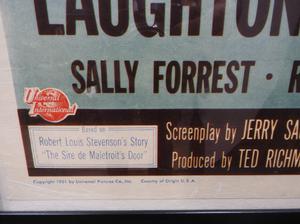 LAUGHTON
SALLY FORREST
Universal
International
Based on
Robert Louis Stevenson's Story
"The Sire de Maletroit's Door"
Screenplay by JERRY SA
Produced by TED RICHM
Copyright 1951 by Universal Pictures Co., Inc. Country of Origin U.S.A.